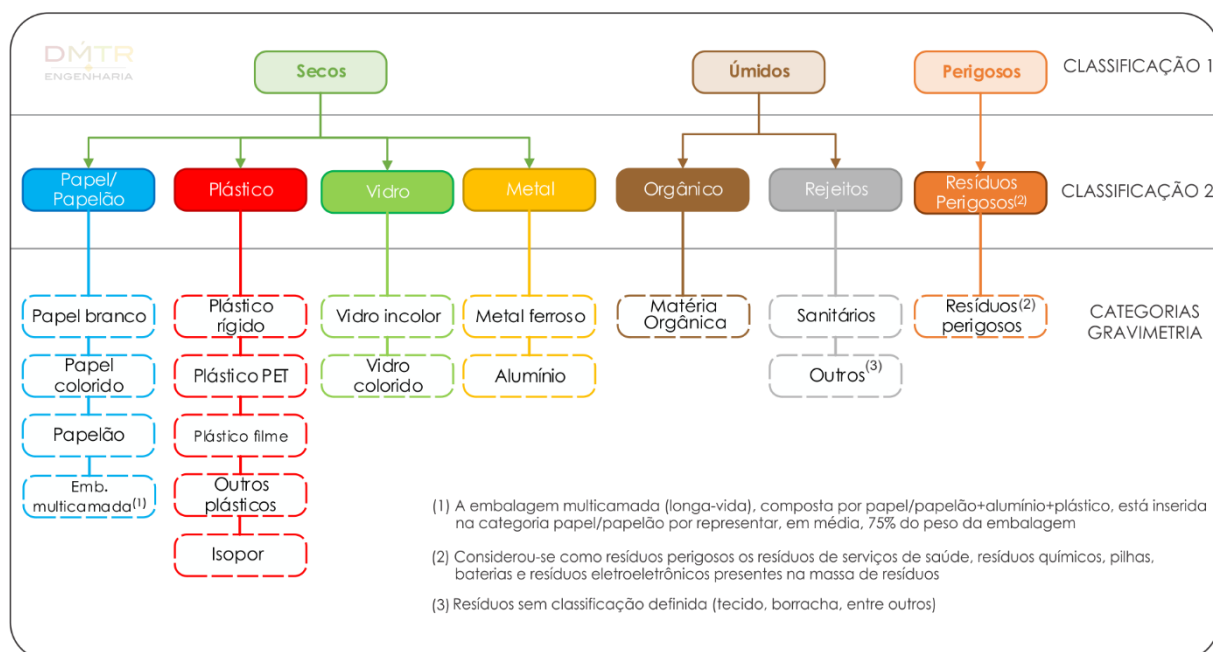 DMTR
ENGENHARIA
Secos
Úmidos
Perigosos
CLASSIFICAÇÃO 1
Papel/
Papelão
Plástico
Vidro
Metal
Orgânico
Rejeitos
Resíduos
Perigosos(2)
CLASSIFICAÇÃO 2
Papel branco
Plástico
rígido
Vidro incolor
Metal ferroso
Matéria
Orgânica
Sanitários
Resíduos(2)
perigosos
CATEGORIAS
GRAVIMETRIA
Papel
colorido
Plástico PET
Vidro
colorido
Alumínio
Outros(3)
Papelão
Plástico filme
Emb.
multicamada(1)
Outros
plásticos
Isopor
(1) A embalagem multicamada (longa-vida), composta por papel/papelão+alumínio+plástico, está inserida
na categoria papel/papelão por representar, em média, 75% do peso da embalagem
(2) Considerou-se como resíduos perigosos os resíduos de serviços de saúde, resíduos químicos, pilhas,
baterias e resíduos eletroeletrônicos presentes na massa de resíduos
(3) Resíduos sem classificação definida (tecido, borracha, entre outros)